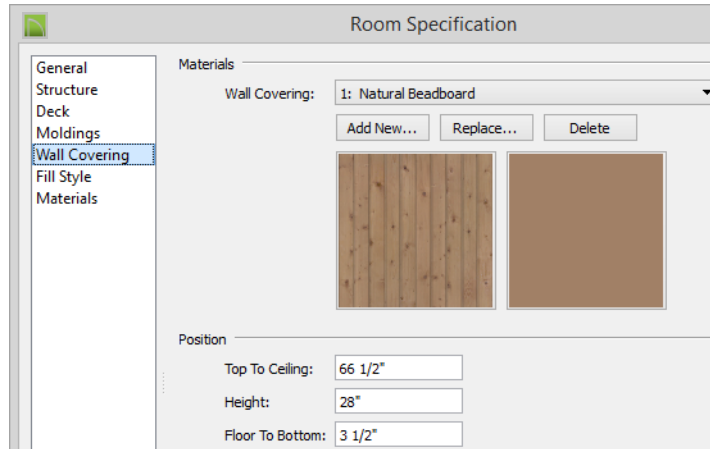 Room Specification
General
Structure
Deck
Moldings
Wall Covering
Fill Style
Materials
Materials
Wall Covering: 1: Natural Beadboard
Add New... Replace... Delete
Position
Top To Ceiling: 66 1/2"
Height: 28"
Floor To Bottom: 3 1/2"